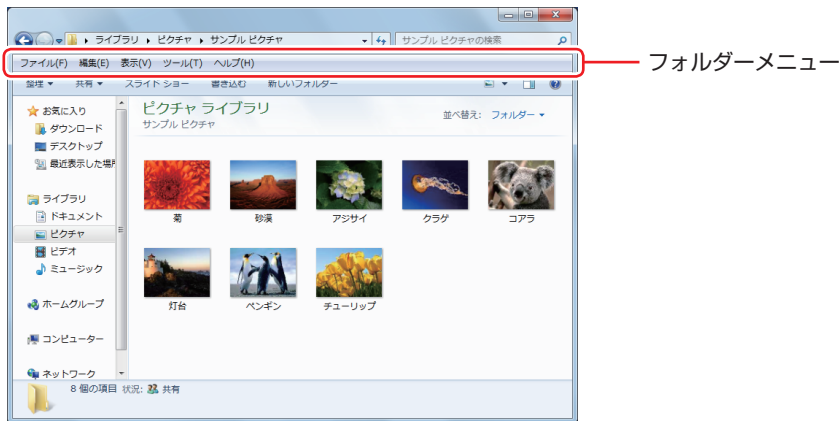 ライブラリ ピクチャ サンプル ピクチャ サンプル ピクチャの検索
ファイル(F) 編集(E) 表示(V) ツール(T) ヘルプ(H)
フォルダーメニュー
整理 共有 スライド ショー 書き込む 新しいフォルダー
お気に入り
ダウンロード
デスクトップ
最近表示した場所
ライブラリ
ドキュメント
ピクチャ
ビデオ
ミュージック
ホームグループ
コンピューター
ネットワーク
ピクチャ ライブラリ
サンプル ピクチャ
並べ替え: フォルダー
菊 砂漠 アジサイ クラゲ コアラ
灯台 ペンギン チューリップ
8 個の項目 状況: 共有